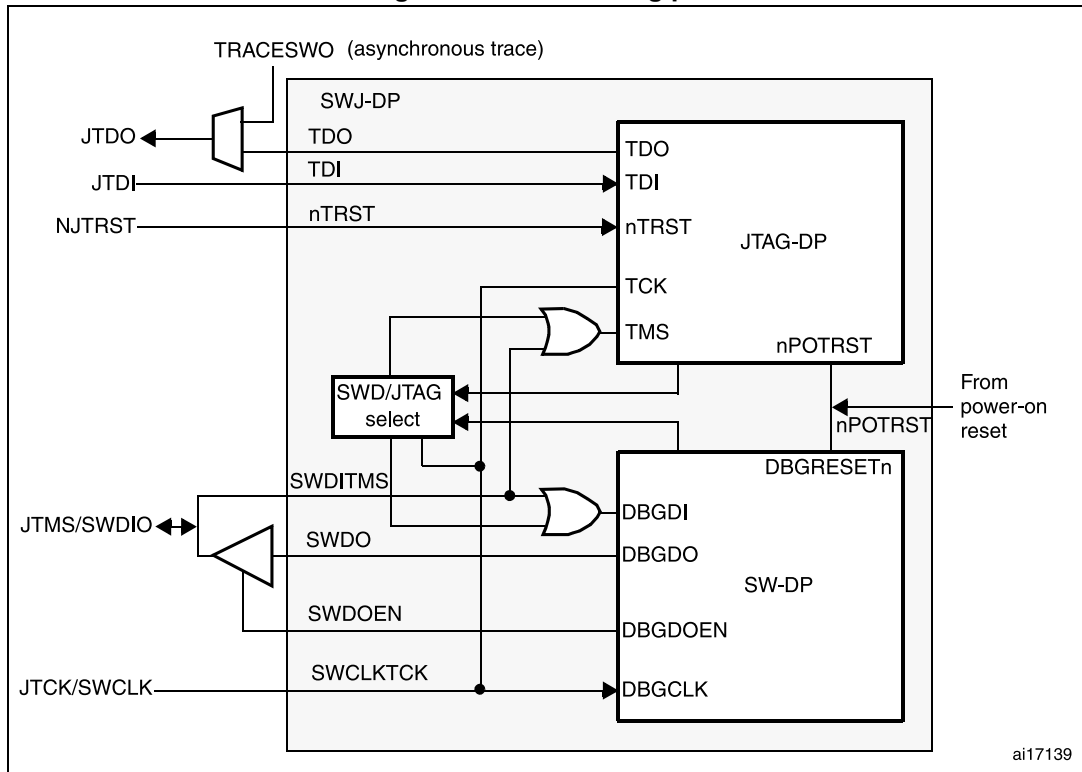 TRACESWO (asynchronous trace)
SWJ-DP
JTDO
TDO
TDO
JTDI
TDI
TDI
NJTRST
nTRST
nTRST
JTAG-DP
TCK
TMS
nPOTRST
SWD/JTAG
select
From
power-on
reset
nPOTRST
DBGRESETn
SWDITMS
DBGDI
JTMS/SWDIO
SWDO
DBGDO
SW-DP
SWDOEN
DBGDOEN
JTCK/SWCLK
SWCLKTCK
DBGCLK
ai17139